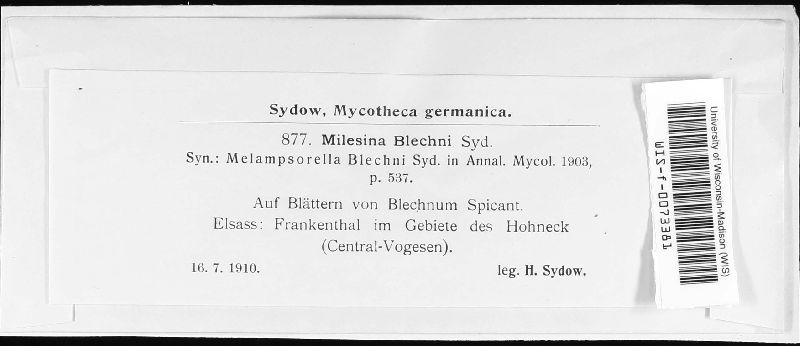 Sydow, Mycotheca germanica.
877. Milesina Blechni Syd.
Syn.: Melampsorella Blechni Syd. in Annal. Mycol. 1903,
p. 537.
Auf Blättern von Blechnum Spicant.
Elsass: Frankenthal im Gebiete des Hohneck
(Central-Vogesen).
16. 7. 1910. leg. H. Sydow.
University of Wisconsin-Madison (WIS)
WIS-f-0073381